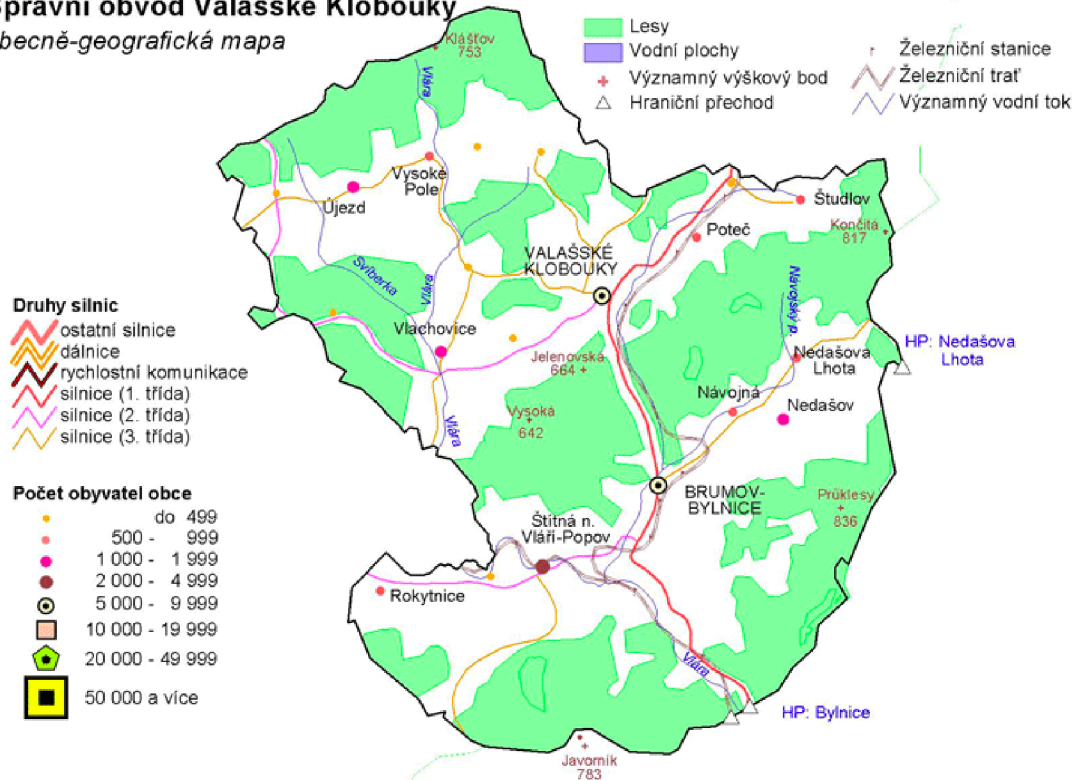 Správní obvod Valašské Klobouky
obecně-geografická mapa
Lesy
Vodní plochy
Významný výškový bod
Hraniční přechod
Železniční stanice
Železniční trať
Významný vodní tok
Klášťov
753
Vlára
Vysoké
Pole
Újezd
Študlov
Končitá
817
Poteč
VALAŠSKÉ
KLOBOUKY
Sviberka
Vlára
Návojský p.
Vlachovice
Jelenovská
664
HP: Nedašova
Lhota
Nedašova
Lhota
Návojná
Nedašov
Vysoká
642
Vlára
BRUMOV-
BYLNICE
Průklesy
836
Štítná n.
Vláří-Popov
Rokytnice
Vlára
HP: Bylnice
Javorník
783
Druhy silnic
ostatní silnice
dálnice
rychlostní komunikace
silnice (1. třída)
silnice (2. třída)
silnice (3. třída)
Počet obyvatel obce
do 499
500 - 999
1 000 - 1 999
2 000 - 4 999
5 000 - 9 999
10 000 - 19 999
20 000 - 49 999
50 000 a více